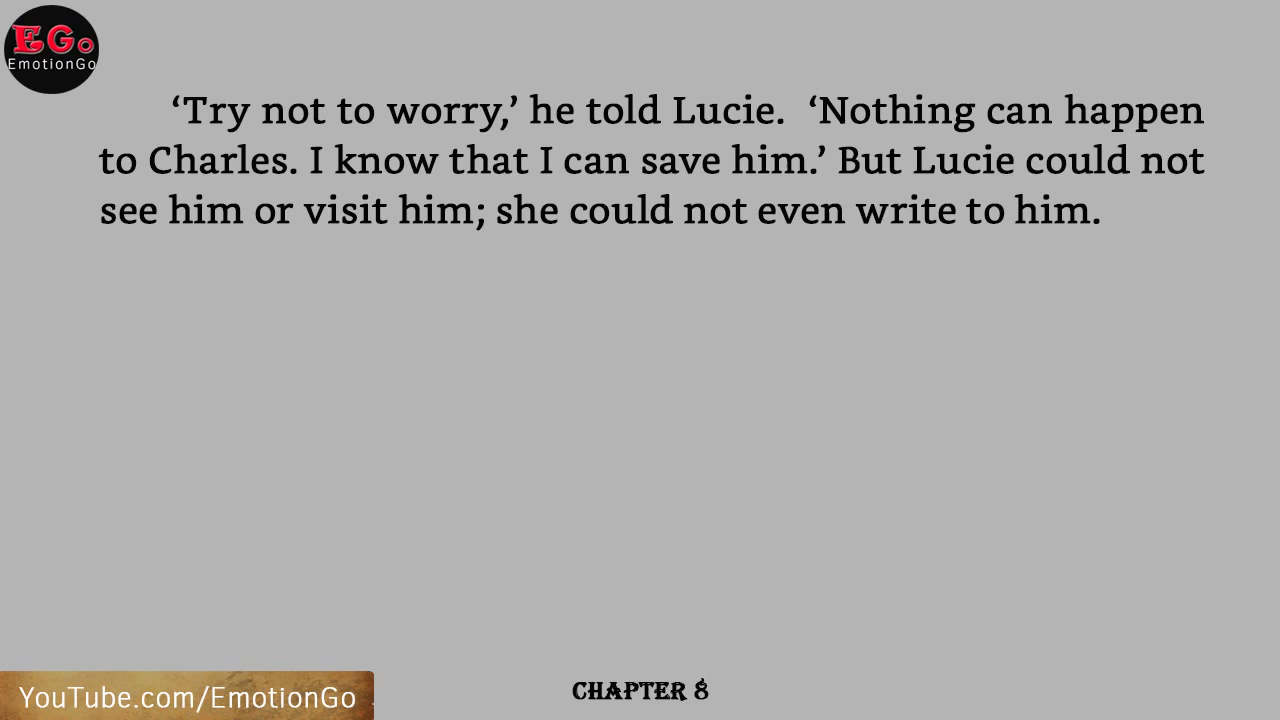 EGo
EmotionGo
‘Try not to worry,’ he told Lucie.  ‘Nothing can happen
to Charles. I know that I can save him.’ But Lucie could not
see him or visit him; she could not even write to him.
YouTube.com/EmotionGo
CHAPTER 8